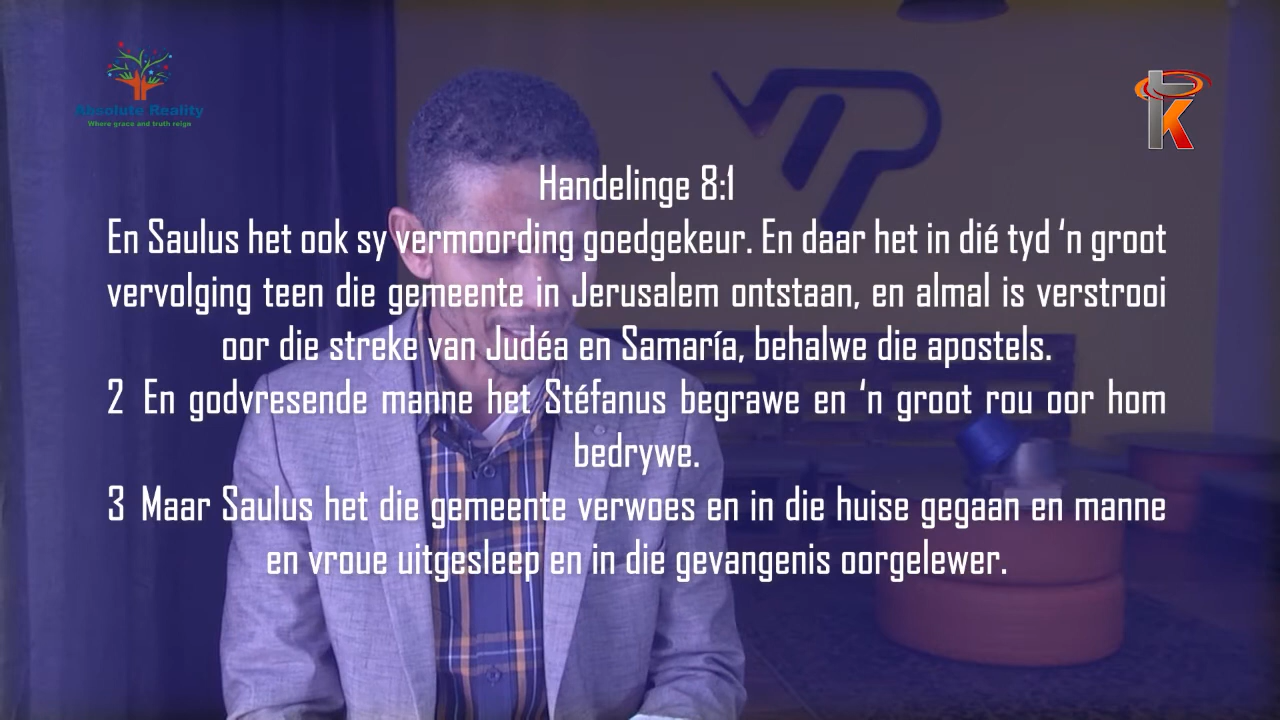 Absolute Reality
Where grace and truth reign
Handelinge 8:1
En Saulus het ook sy vermoording goedgekeur. En daar het in dié tyd ‘n groot
vervolging teen die gemeente in Jerusalem ontstaan, en almal is verstrooi
oor die streke van Judéa en Samaría, behalwe die apostels.
2 En godvresende manne het Stéfanus begrawe en ‘n groot rou oor hom
bedrywe.
3 Maar Saulus het die gemeente verwoes en in die huise gegaan en manne
en vroue uitgesleep en in die gevangenis oorgelewer.